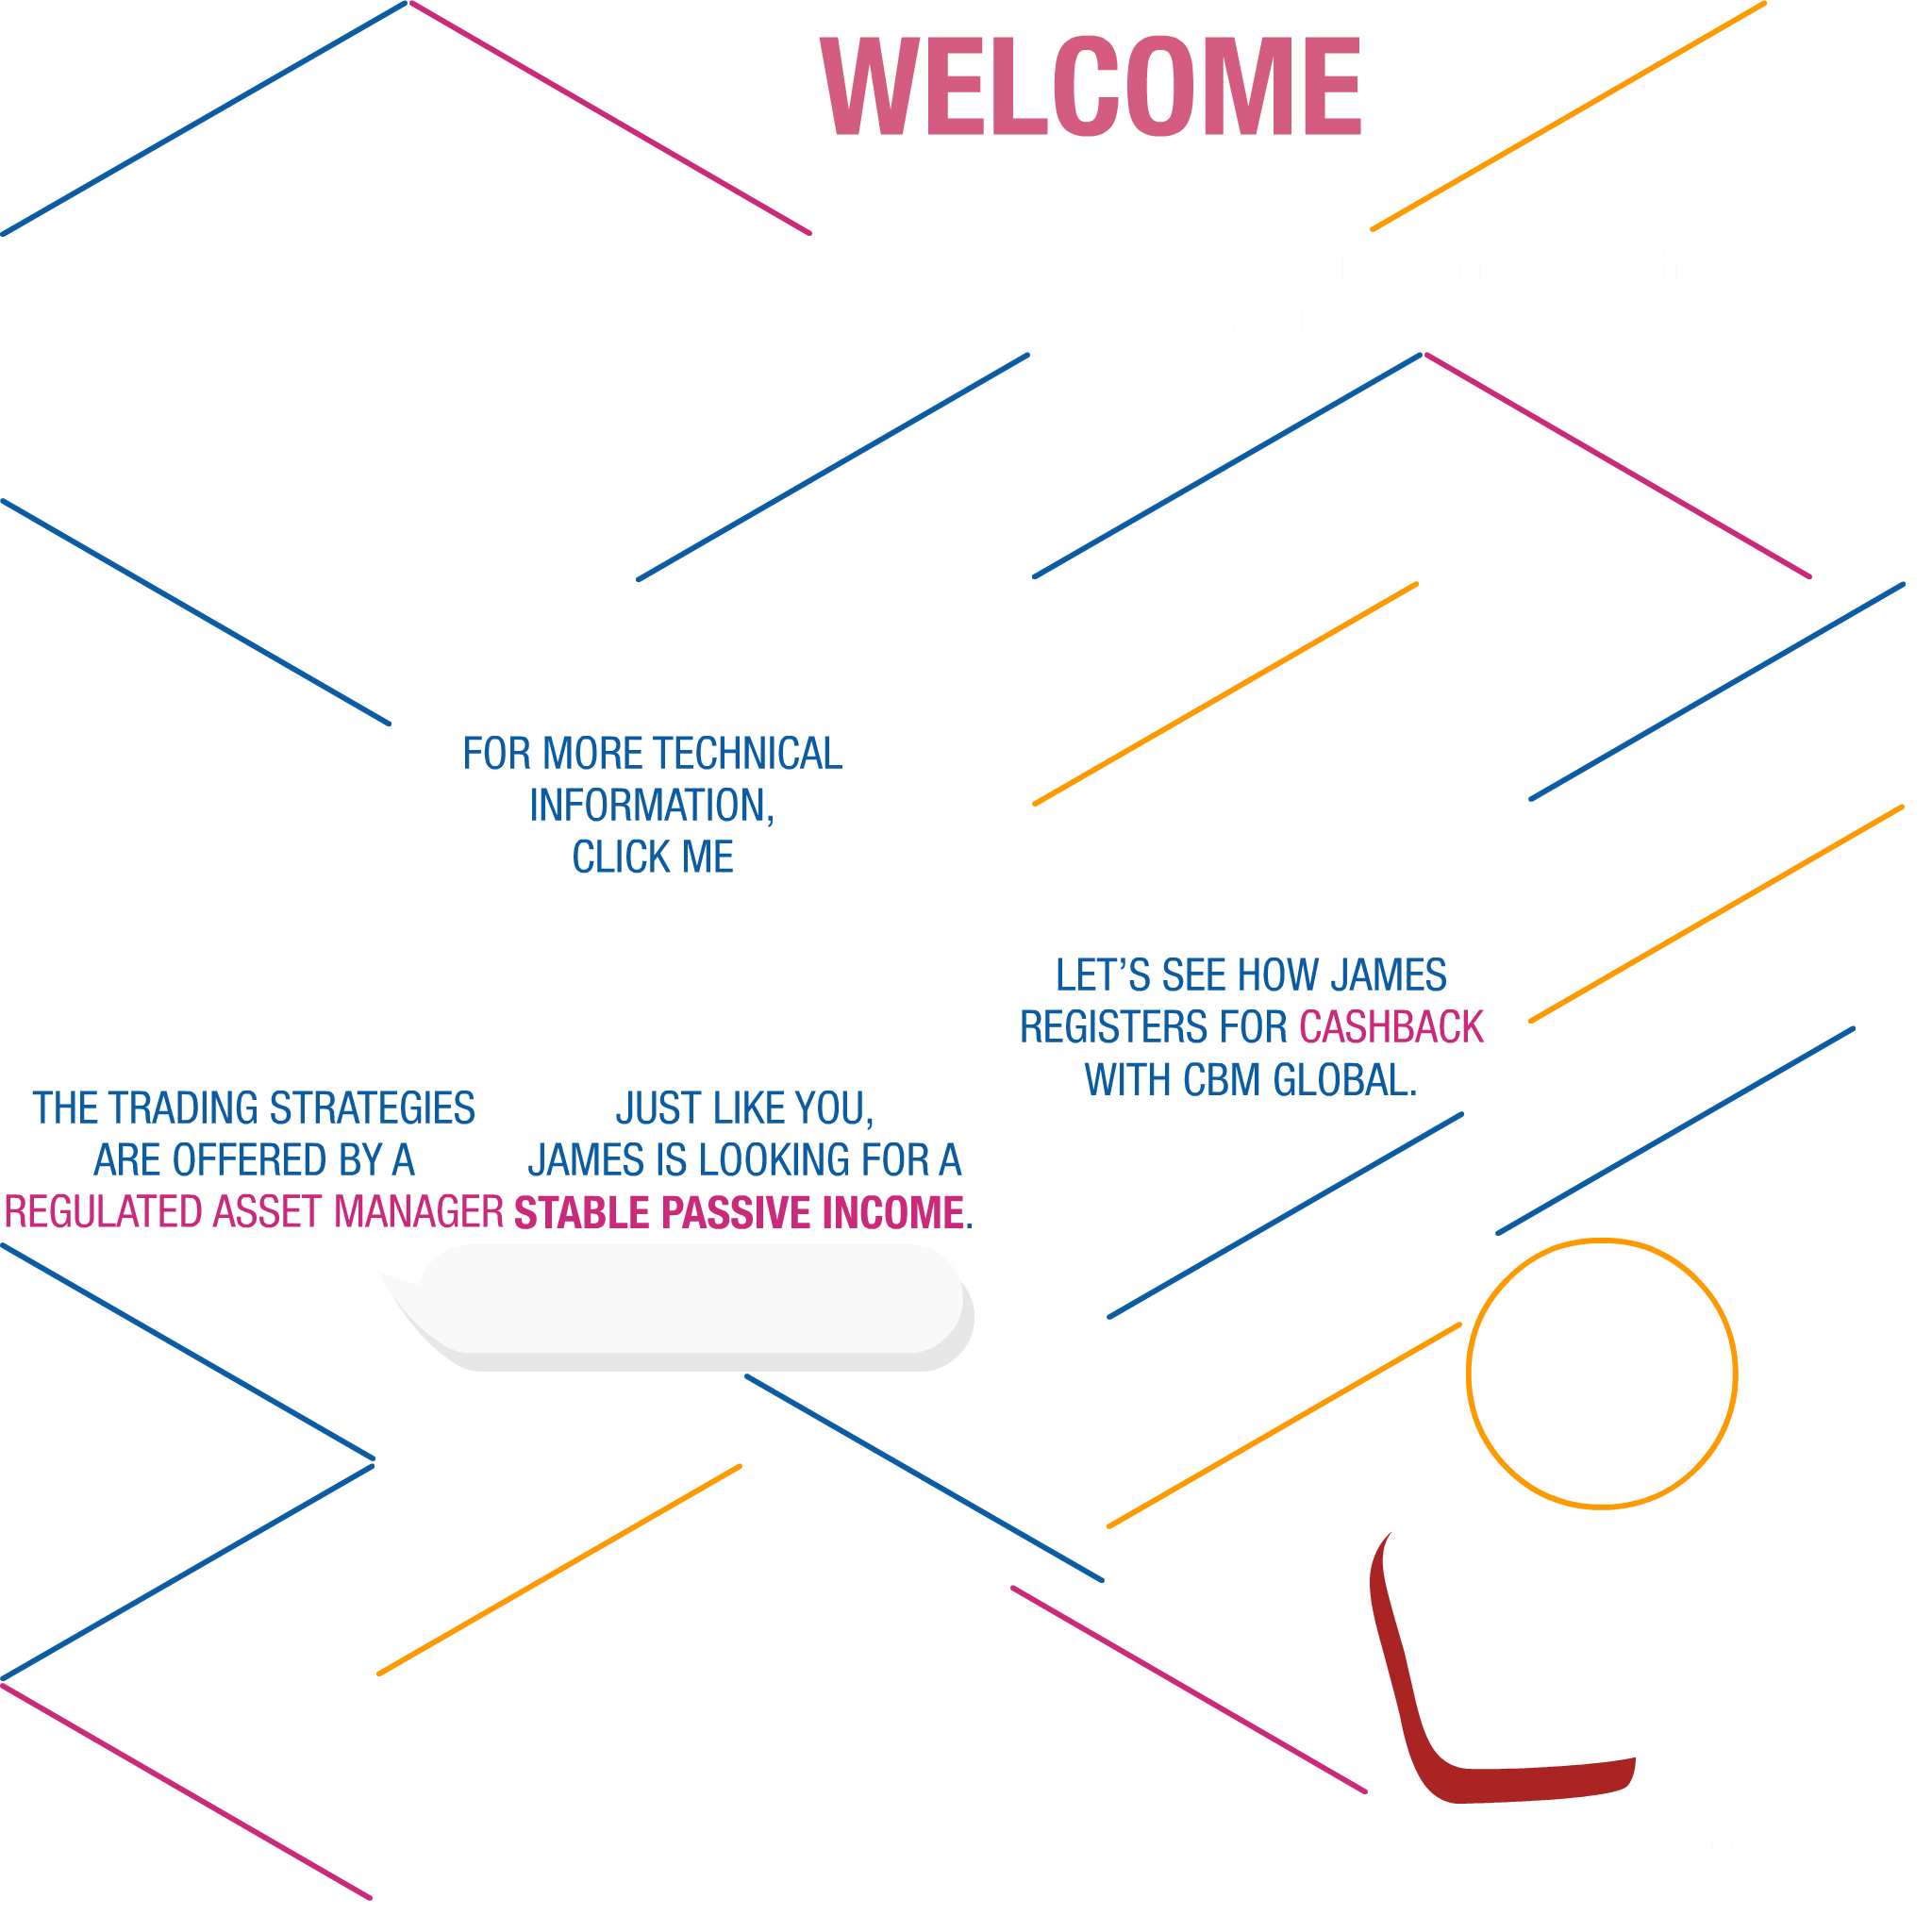 WELCOME
FOR MORE TECHNICAL
INFORMATION,
CLICK ME
LET’S SEE HOW JAMES
REGISTERS FOR CASHBACK
WITH CBM GLOBAL.
THE TRADING STRATEGIES
ARE OFFERED BY A
REGULATED ASSET MANAGER
JUST LIKE YOU,
JAMES IS LOOKING FOR A
STABLE PASSIVE INCOME.